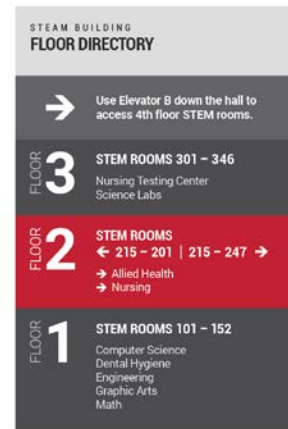 STEAM BUILDING
FLOOR DIRECTORY
→ Use Elevator B down the hall to
access 4th floor STEM rooms.
FLOOR 3
STEM ROOMS 301 – 346
Nursing Testing Center
Science Labs
FLOOR 2
STEM ROOMS
← 215 – 201 | 215 – 247 →
→ Allied Health
→ Nursing
FLOOR 1
STEM ROOMS 101 – 152
Computer Science
Dental Hygiene
Engineering
Graphic Arts
Math